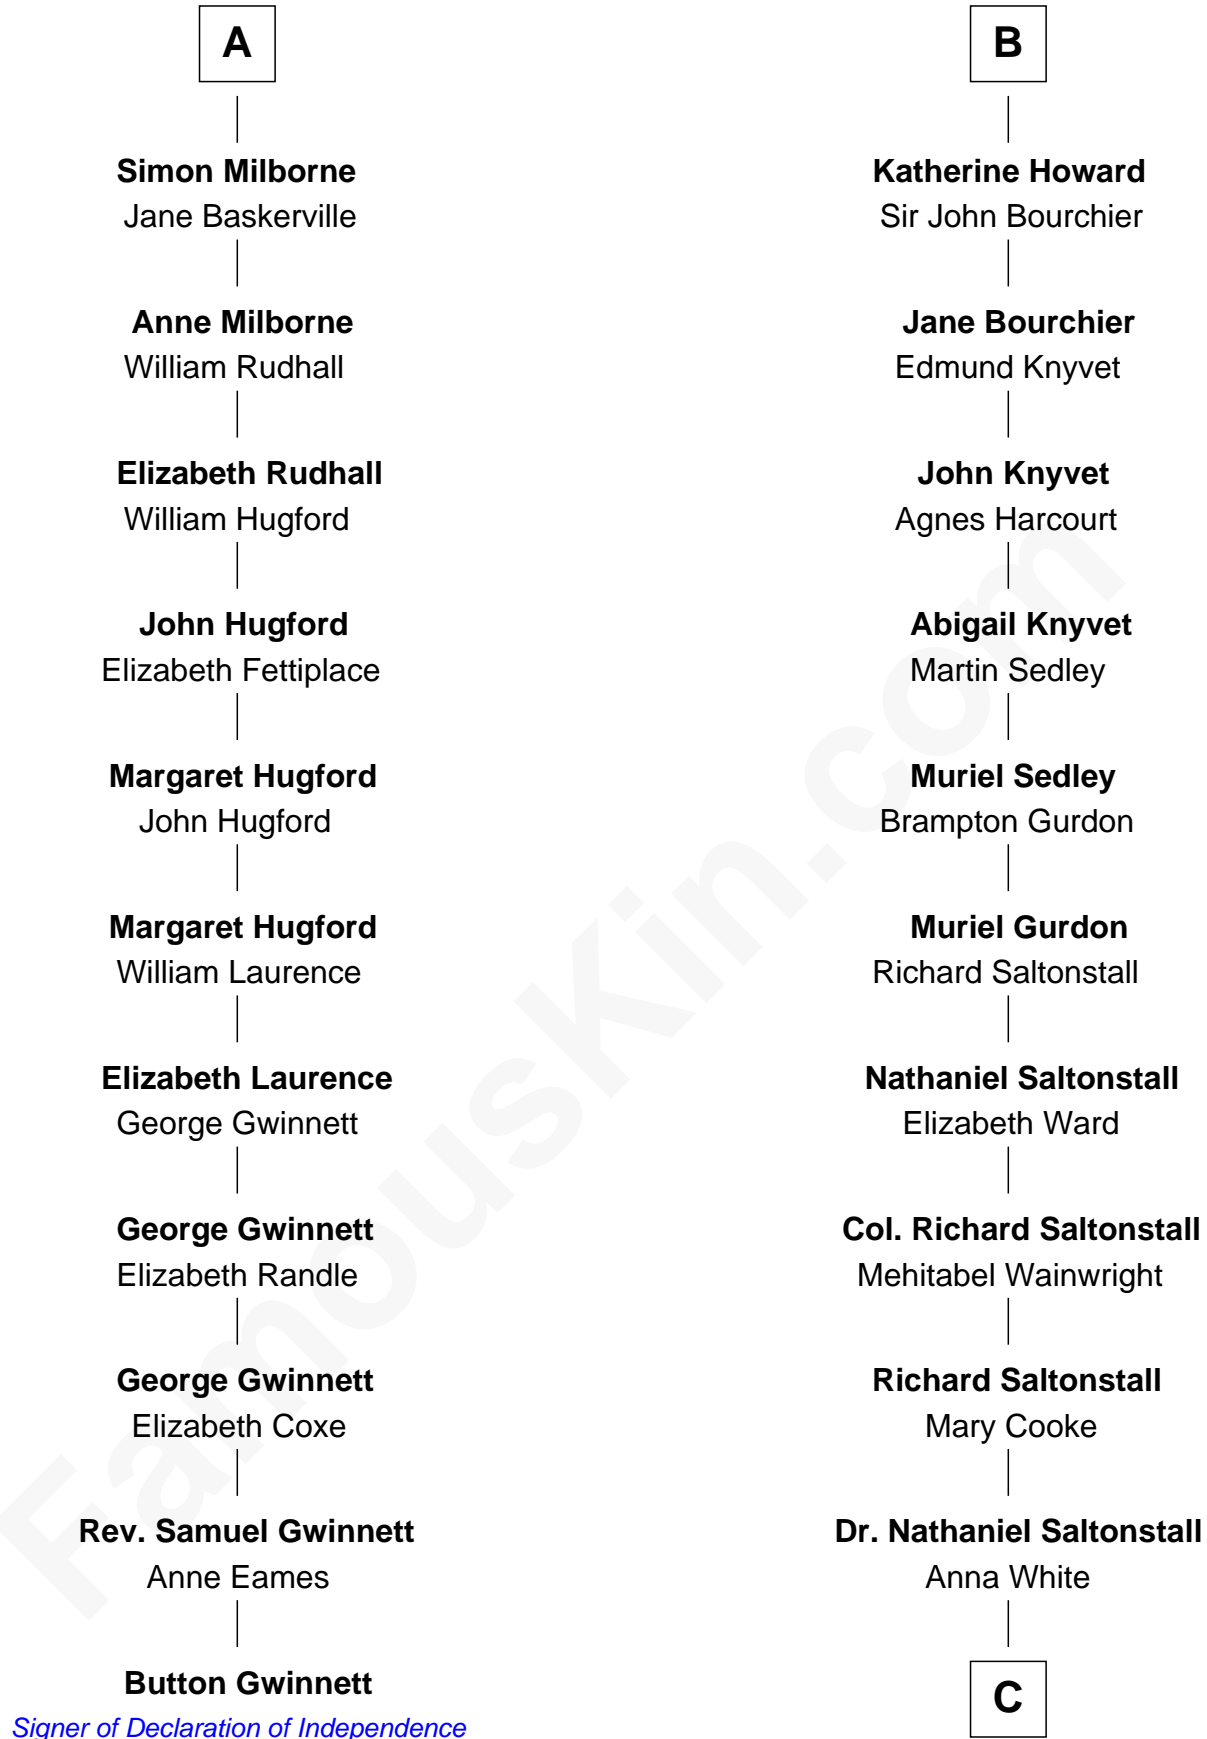 A
Simon Milborne
Jane Baskerville
Anne Milborne
William Rudhall
Elizabeth Rudhall
William Hugford
John Hugford
Elizabeth Fettiplace
Margaret Hugford
John Hugford
Margaret Hugford
William Laurence
Elizabeth Laurence
George Gwinnett
George Gwinnett
Elizabeth Randle
George Gwinnett
Elizabeth Coxe
Rev. Samuel Gwinnett
Anne Eames
Button Gwinnett
Signer of Declaration of Independence
B
Katherine Howard
Sir John Bourchier
Jane Bourchier
Edmund Knyvet
John Knyvet
Agnes Harcourt
Abigail Knyvet
Martin Sedley
Muriel Sedley
Brampton Gurdon
Muriel Gurdon
Richard Saltonstall
Nathaniel Saltonstall
Elizabeth Ward
Col. Richard Saltonstall
Mehitabel Wainwright
Richard Saltonstall
Mary Cooke
Dr. Nathaniel Saltonstall
Anna White
C
FamousKin.com